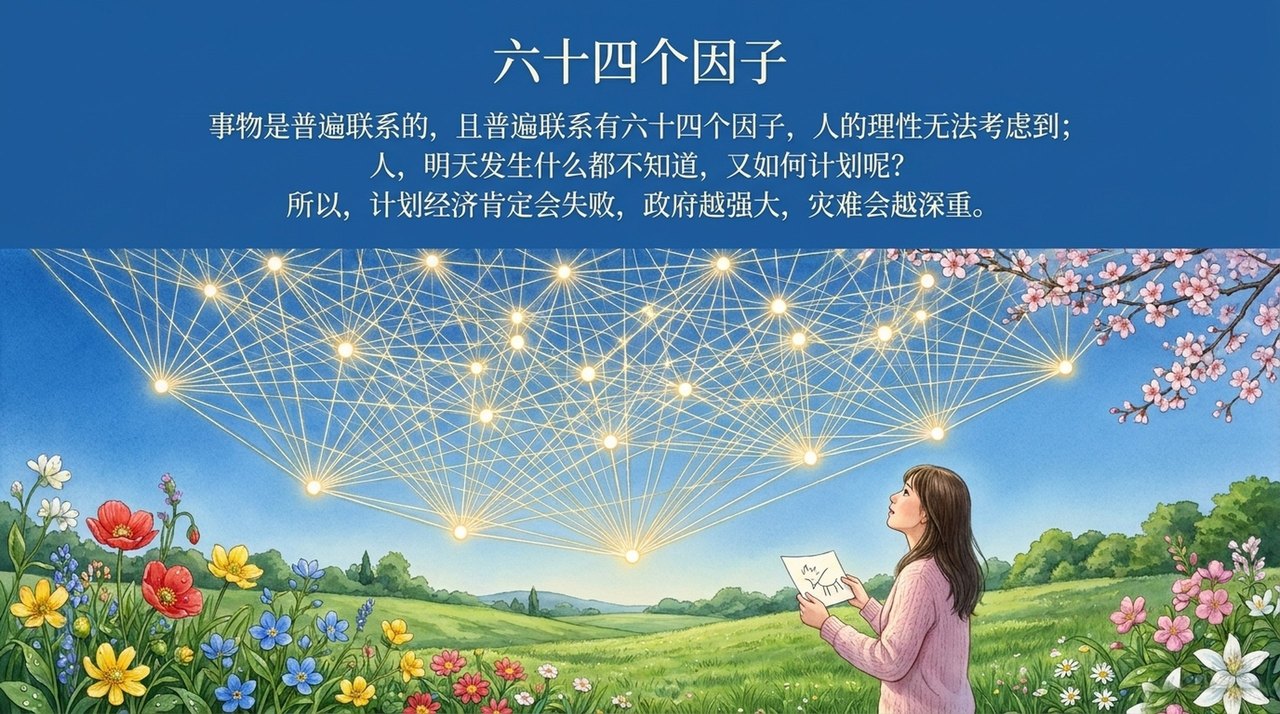 六十四个因子
事物是普遍联系的，且普遍联系有六十四个因子，人的理性无法考虑到；
人，明天发生什么都不知道，又如何计划呢？
所以，计划经济肯定会失败，政府越强大，灾难会越深重。